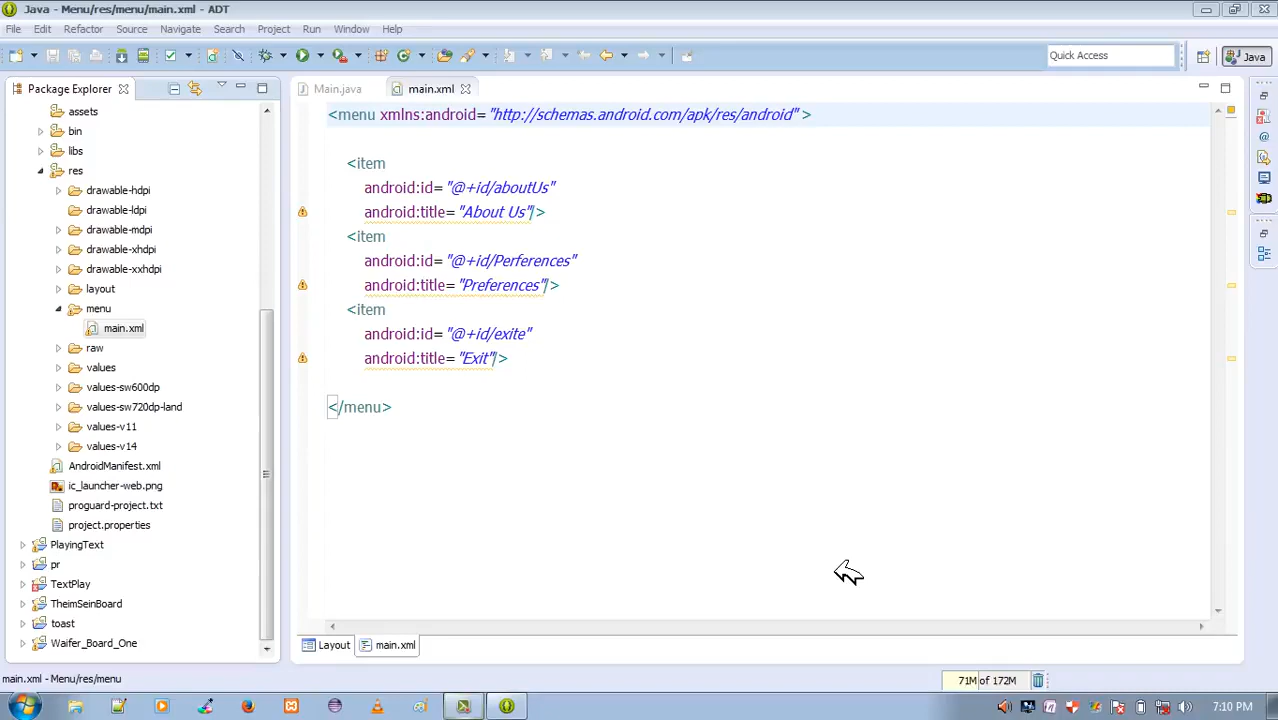 Java - Menu/res/menu/main.xml - ADT
File Edit Refactor Source Navigate Search Project Run Window Help
Quick Access
Java
Package Explorer
Main.java
main.xml
assets
bin
libs
res
drawable-hdpi
drawable-ldpi
drawable-mdpi
drawable-xhdpi
drawable-xxhdpi
layout
menu
main.xml
raw
values
values-sw600dp
values-sw720dp-land
values-v11
values-v14
AndroidManifest.xml
ic_launcher-web.png
proguard-project.txt
project.properties
PlayingText
pr
TextPlay
TheimSeinBoard
toast
Waifer_Board_One
<menu xmlns:android="http://schemas.android.com/apk/res/android" >
<item
android:id="@+id/aboutUs"
android:title="About Us"/>
<item
android:id="@+id/Perferences"
android:title="Preferences"/>
<item
android:id="@+id/exite"
android:title="Exit"/>
</menu>
Layout
main.xml
main.xml - Menu/res/menu
71M of 172M
7:10 PM